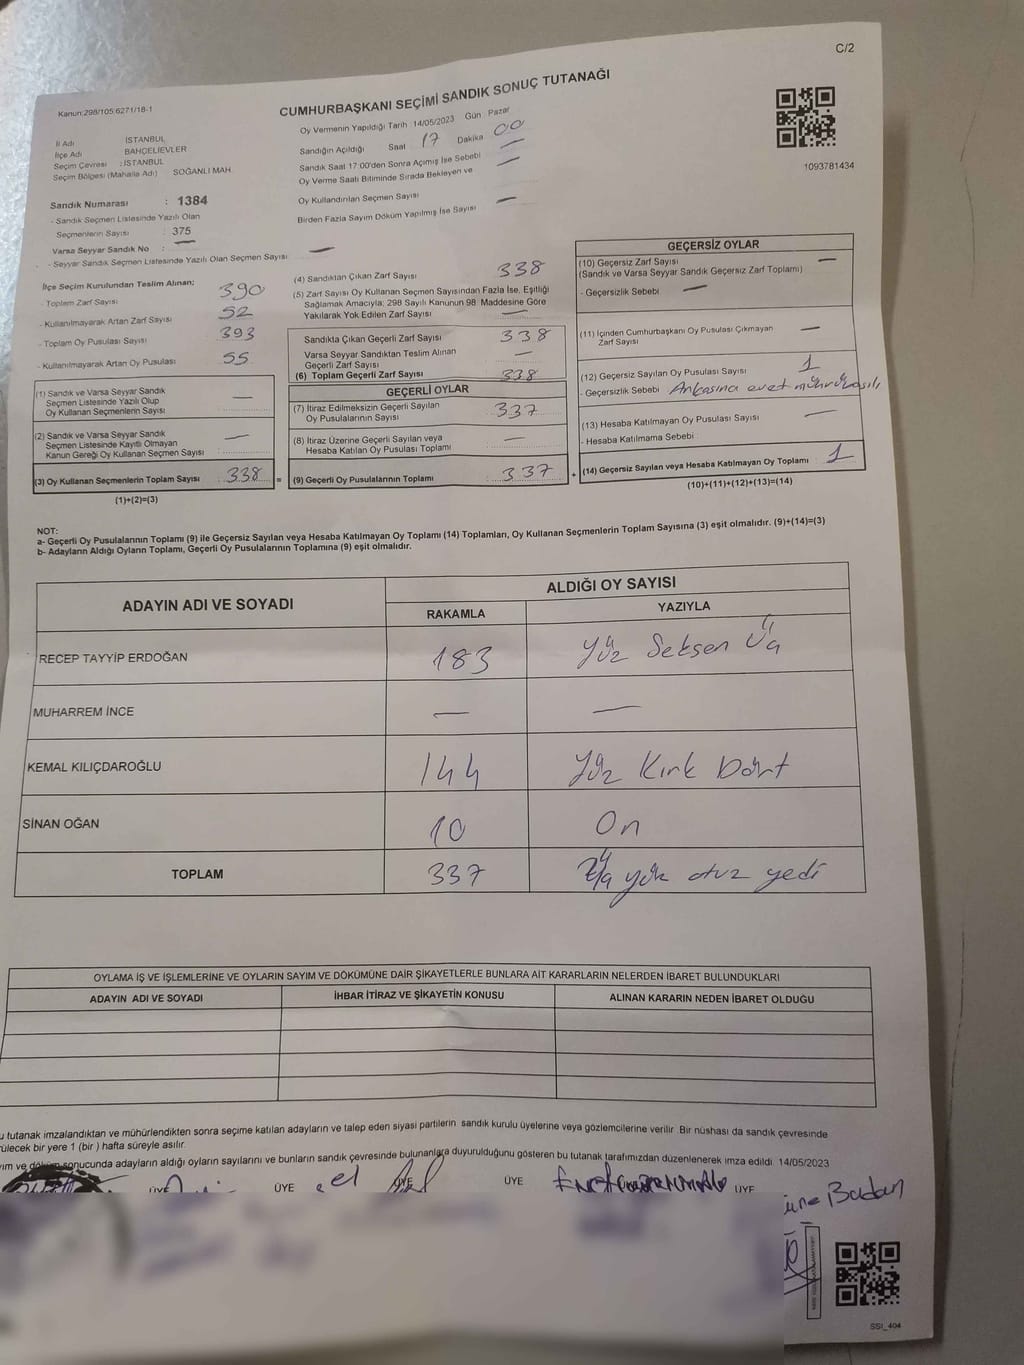 C/2
Kanun:298/105:6271/18-1
CUMHURBAŞKANI SEÇİMİ SANDIK SONUÇ TUTANAĞI
1093781434
İl Adı İSTANBUL
İlçe Adı BAHÇELİEVLER
Seçim Çevresi : İSTANBUL
Seçim Bölgesi (Mahalle Adı) SOĞANLI MAH.
Sandık Numarası : 1384
- Sandık Seçmen Listesinde Yazılı Olan
Seçmenlerin Sayısı : 375
Varsa Seyyar Sandık No : —
- Seyyar Sandık Seçmen Listesinde Yazılı Olan Seçmen Sayısı: —
Oy Vermenin Yapıldığı Tarih : 14/05/2023 Gün : Pazar
Sandığın Açıldığı Saat 17 Dakika 00
Sandık Saat 17:00'den Sonra Açımış İse Sebebi —
Oy Verme Saati Bitiminde Sırada Bekleyen ve —
Oy Kullandırılan Seçmen Sayısı
Birden Fazla Sayım Döküm Yapılmış İse Sayısı —
İlçe Seçim Kurulundan Teslim Alınan;
- Toplam Zarf Sayısı 390
- Kullanılmayarak Artan Zarf Sayısı 52
- Toplam Oy Pusulası Sayısı 393
- Kullanılmayarak Artan Oy Pusulası 55
(1) Sandık ve Varsa Seyyar Sandık
Seçmen Listesinde Yazılı Olup
Oy Kullanan Seçmenlerin Sayısı —
(2) Sandık ve Varsa Seyyar Sandık
Seçmen Listesinde Kayıtlı Olmayan
Kanun Gereği Oy Kullanan Seçmen Sayısı —
(3) Oy Kullanan Seçmenlerin Toplam Sayısı 338 =
(1)+(2)=(3)
(4) Sandıktan Çıkan Zarf Sayısı 338
(5) Zarf Sayısı Oy Kullanan Seçmen Sayısından Fazla İse, Eşitliği
Sağlamak Amacıyla; 298 Sayılı Kanunun 98. Maddesine Göre
Yakılarak Yok Edilen Zarf Sayısı —
Sandıkta Çıkan Geçerli Zarf Sayısı 338
Varsa Seyyar Sandıktan Teslim Alınan
Geçerli Zarf Sayısı —
(6) Toplam Geçerli Zarf Sayısı 338
GEÇERLİ OYLAR
(7) İtiraz Edilmeksizin Geçerli Sayılan
Oy Pusulalarının Sayısı 337
(8) İtiraz Üzerine Geçerli Sayılan veya
Hesaba Katılan Oy Pusulası Toplamı —
(9) Geçerli Oy Pusulalarının Toplamı 337 +
GEÇERSİZ OYLAR
(10) Geçersiz Zarf Sayısı —
(Sandık ve Varsa Seyyar Sandık Geçersiz Zarf Toplamı)
- Geçersizlik Sebebi : —
(11) İçinden Cumhurbaşkanı Oy Pusulası Çıkmayan
Zarf Sayısı —
(12) Geçersiz Sayılan Oy Pusulası Sayısı 1
- Geçersizlik Sebebi : Arkasına evet mührü basılı
(13) Hesaba Katılmayan Oy Pusulası Sayısı —
- Hesaba Katılmama Sebebi :
(14) Geçersiz Sayılan veya Hesaba Katılmayan Oy Toplamı 1
(10)+(11)+(12)+(13)=(14)
NOT:
a- Geçerli Oy Pusulalarının Toplamı (9) ile Geçersiz Sayılan veya Hesaba Katılmayan Oy Toplamı (14) Toplamları, Oy Kullanan Seçmenlerin Toplam Sayısına (3) eşit olmalıdır. (9)+(14)=(3)
b- Adayların Aldığı Oyların Toplamı, Geçerli Oy Pusulalarının Toplamına (9) eşit olmalıdır.
ADAYIN ADI VE SOYADI ALDIĞI OY SAYISI
RAKAMLA YAZIYLA
RECEP TAYYİP ERDOĞAN 183 Yüz Seksen Üç
MUHARREM İNCE — —
KEMAL KILIÇDAROĞLU 144 Yüz Kırk Dört
SİNAN OĞAN 10 On
TOPLAM 337 Üç yüz otuz yedi
OYLAMA İŞ VE İŞLEMLERİNE VE OYLARIN SAYIM VE DÖKÜMÜNE DAİR ŞİKAYETLERLE BUNLARA AİT KARARLARIN NELERDEN İBARET BULUNDUKLARI
ADAYIN ADI VE SOYADI İHBAR İTİRAZ VE ŞİKAYETİN KONUSU ALINAN KARARIN NEDEN İBARET OLDUĞU
u tutanak imzalandıktan ve mühürlendikten sonra seçime katılan adayların ve talep eden siyasi partilerin sandık kurulu üyelerine veya gözlemcilerine verilir. Bir nüshası da sandık çevresinde
rülecek bir yere 1 (bir) hafta süreyle asılır.
yım ve döküm sonucunda adayların aldığı oyların sayılarını ve bunların sandık çevresinde bulunanlara duyurulduğunu gösteren bu tutanak tarafımızdan düzenlenerek imza edildi. 14/05/2023
ÜYE ÜYE ÜYE ÜYE ÜYE
Badan
SSI_404